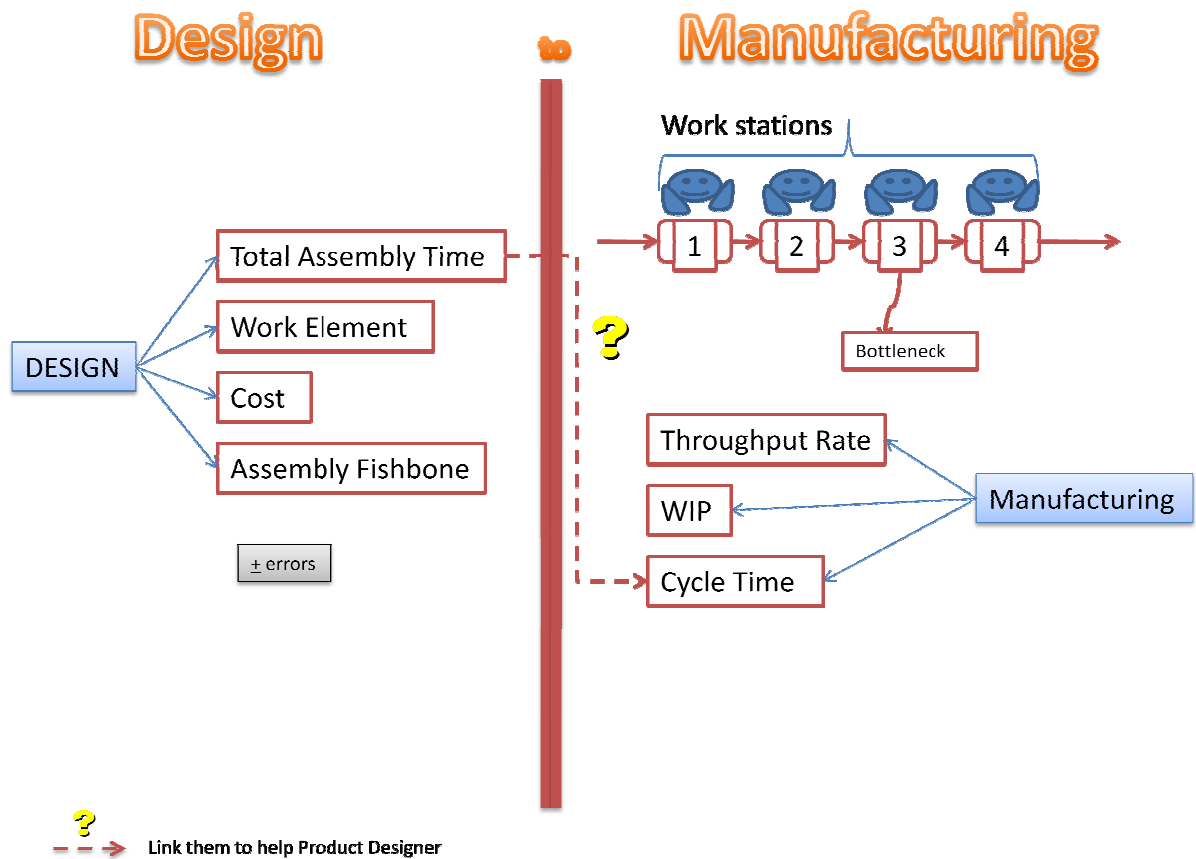 Design
to
Manufacturing
Work stations
1
2
3
4
Bottleneck
DESIGN
Total Assembly Time
Work Element
Cost
Assembly Fishbone
± errors
?
Throughput Rate
WIP
Cycle Time
Manufacturing
?
Link them to help Product Designer